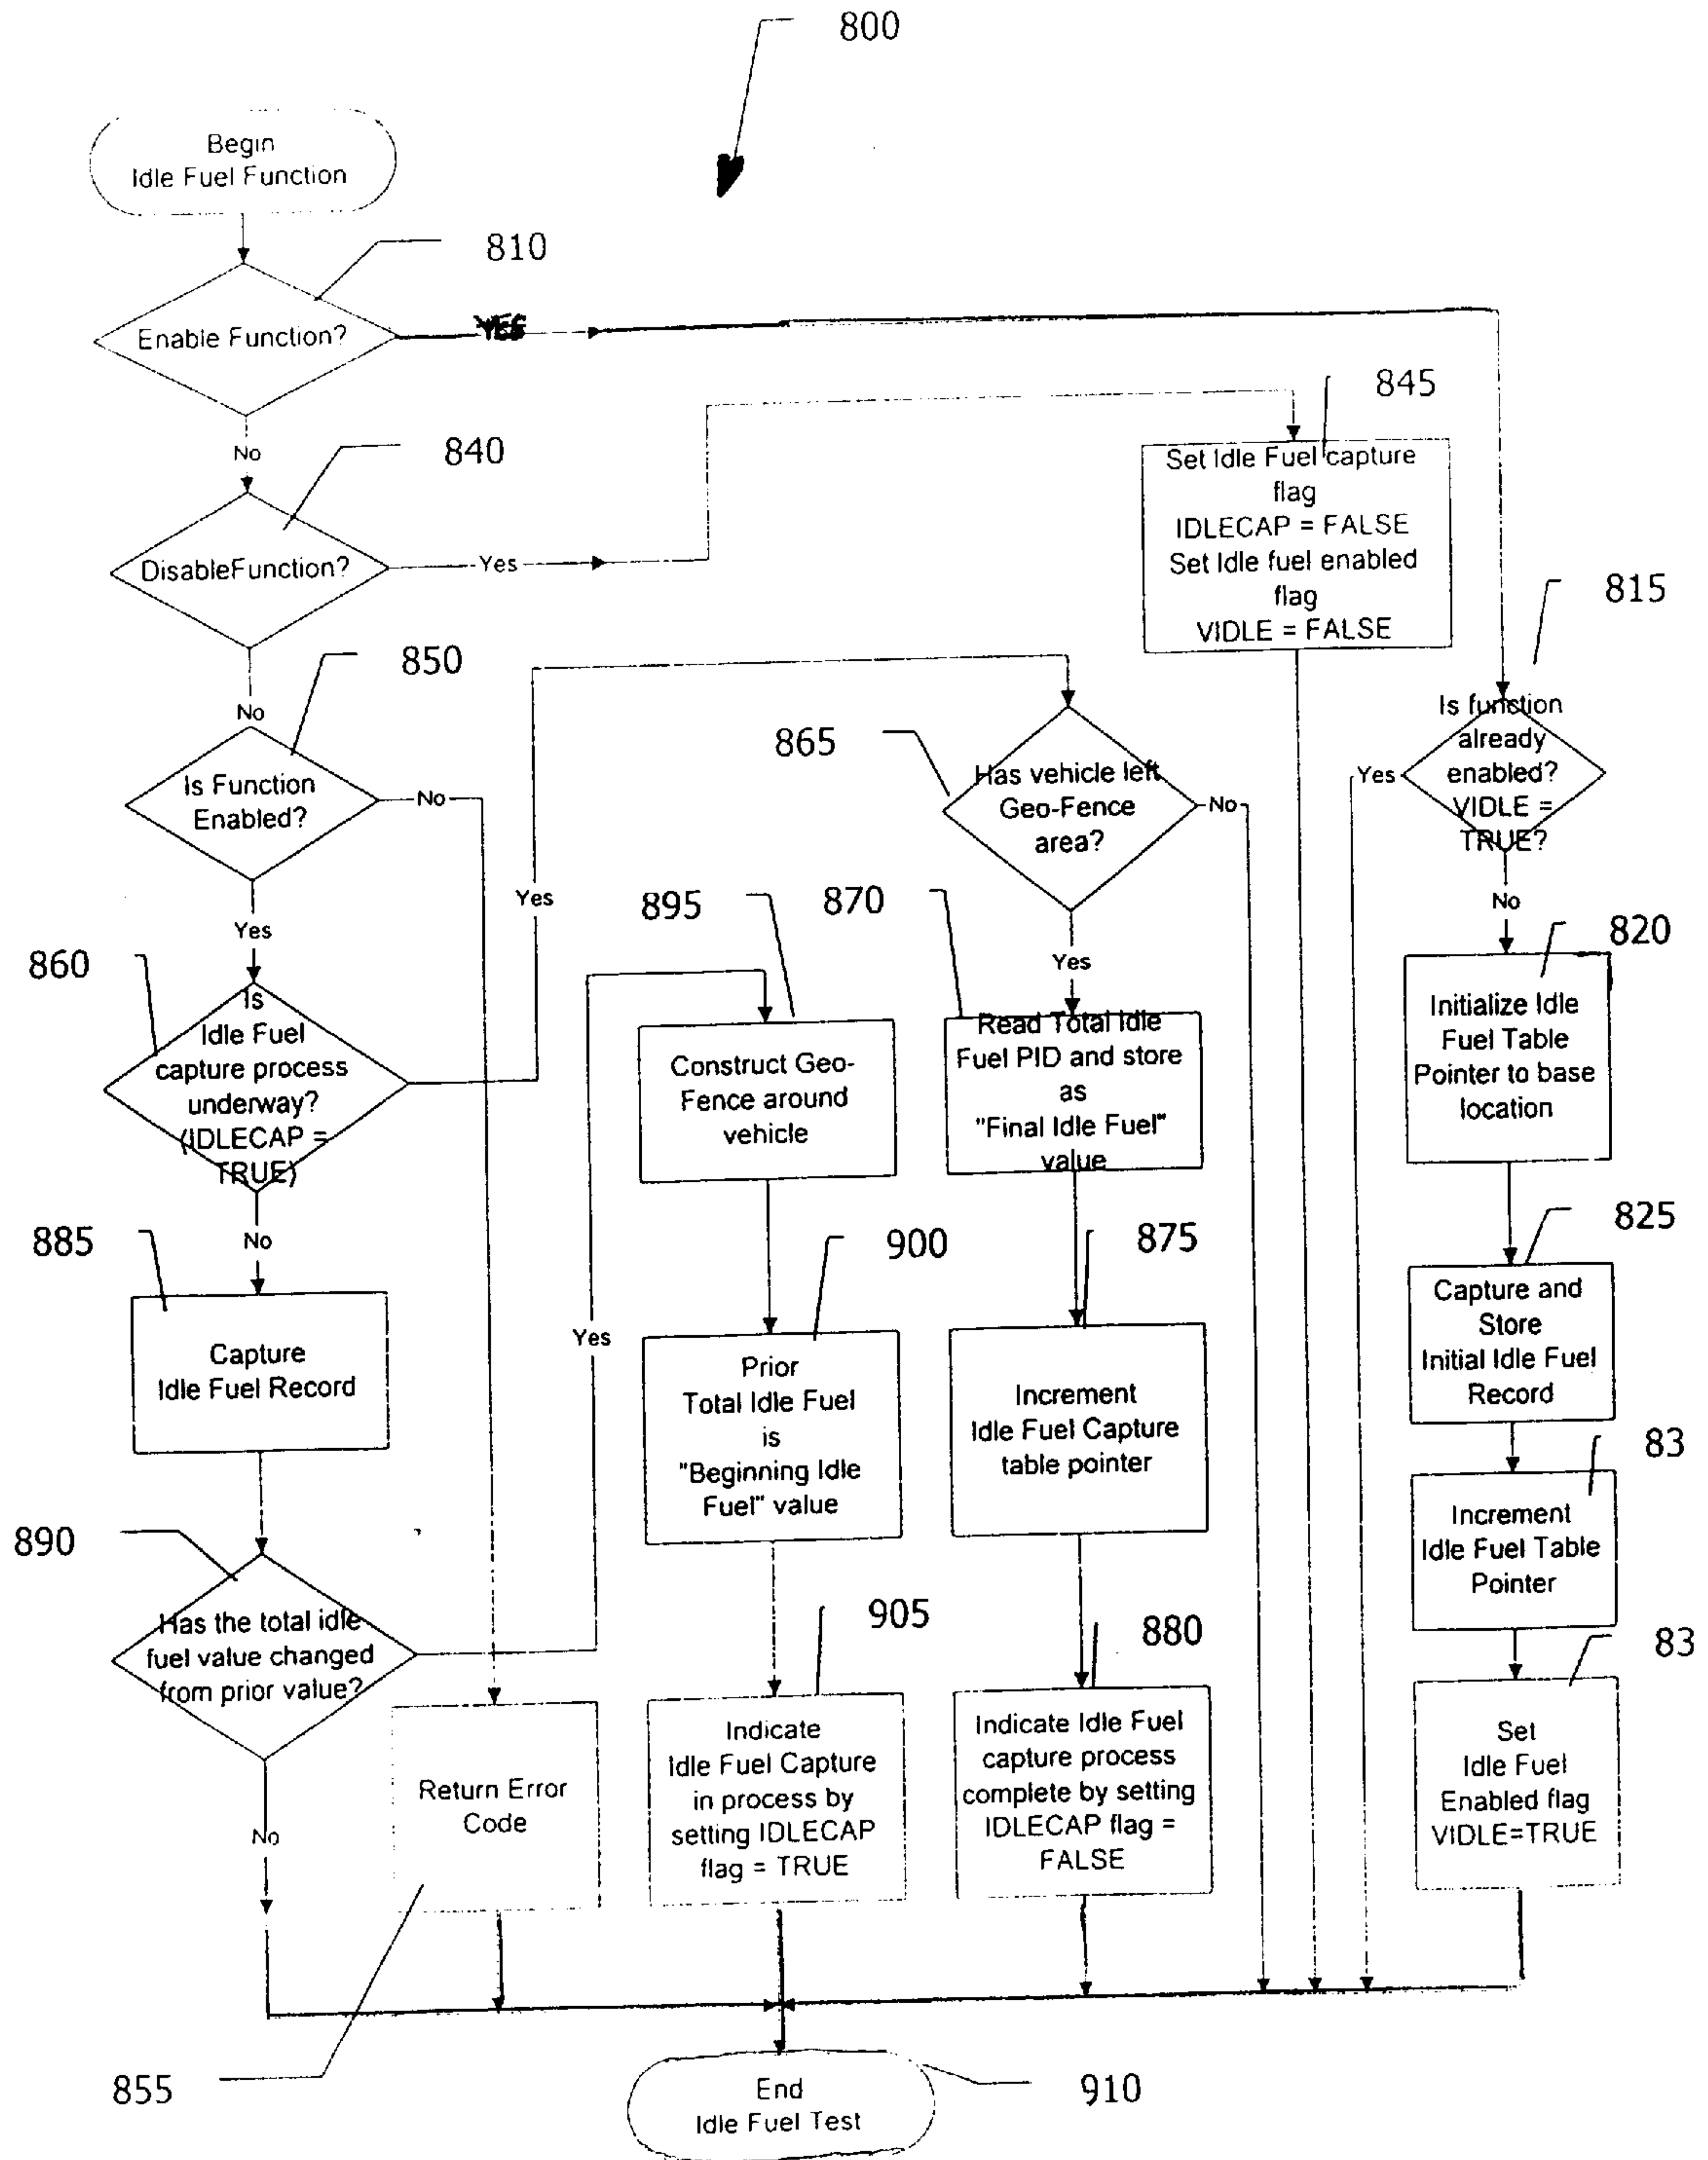 800
Begin
Idle Fuel Function
810
Enable Function?
YES
845
No
840
Set Idle Fuel capture
flag
IDLECAP = FALSE
Set Idle fuel enabled
flag
VIDLE = FALSE
DisableFunction?
Yes
815
850
No
865
Is function
already
enabled?
VIDLE =
TRUE?
Yes
No
Is Function
Enabled?
No
Has vehicle left
Geo-Fence
area?
No
Yes
Yes
895
870
Yes
820
860
Is
Idle Fuel
capture process
underway?
(IDLECAP =
TRUE)
Construct Geo-
Fence around
vehicle
Read Total Idle
Fuel PID and store
as
"Final Idle Fuel"
value
Initialize Idle
Fuel Table
Pointer to base
location
885
No
900
875
825
Yes
Capture
Idle Fuel Record
Prior
Total Idle Fuel
is
"Beginning Idle
Fuel" value
Increment
Idle Fuel Capture
table pointer
Capture and
Store
Initial Idle Fuel
Record
83
890
Increment
Idle Fuel Table
Pointer
Has the total idle
fuel value changed
from prior value?
905
880
83
Return Error
Code
Indicate
Idle Fuel Capture
in process by
setting IDLECAP
flag = TRUE
Indicate Idle Fuel
capture process
complete by setting
IDLECAP flag =
FALSE
Set
Idle Fuel
Enabled flag
VIDLE=TRUE
No
855
End
Idle Fuel Test
910